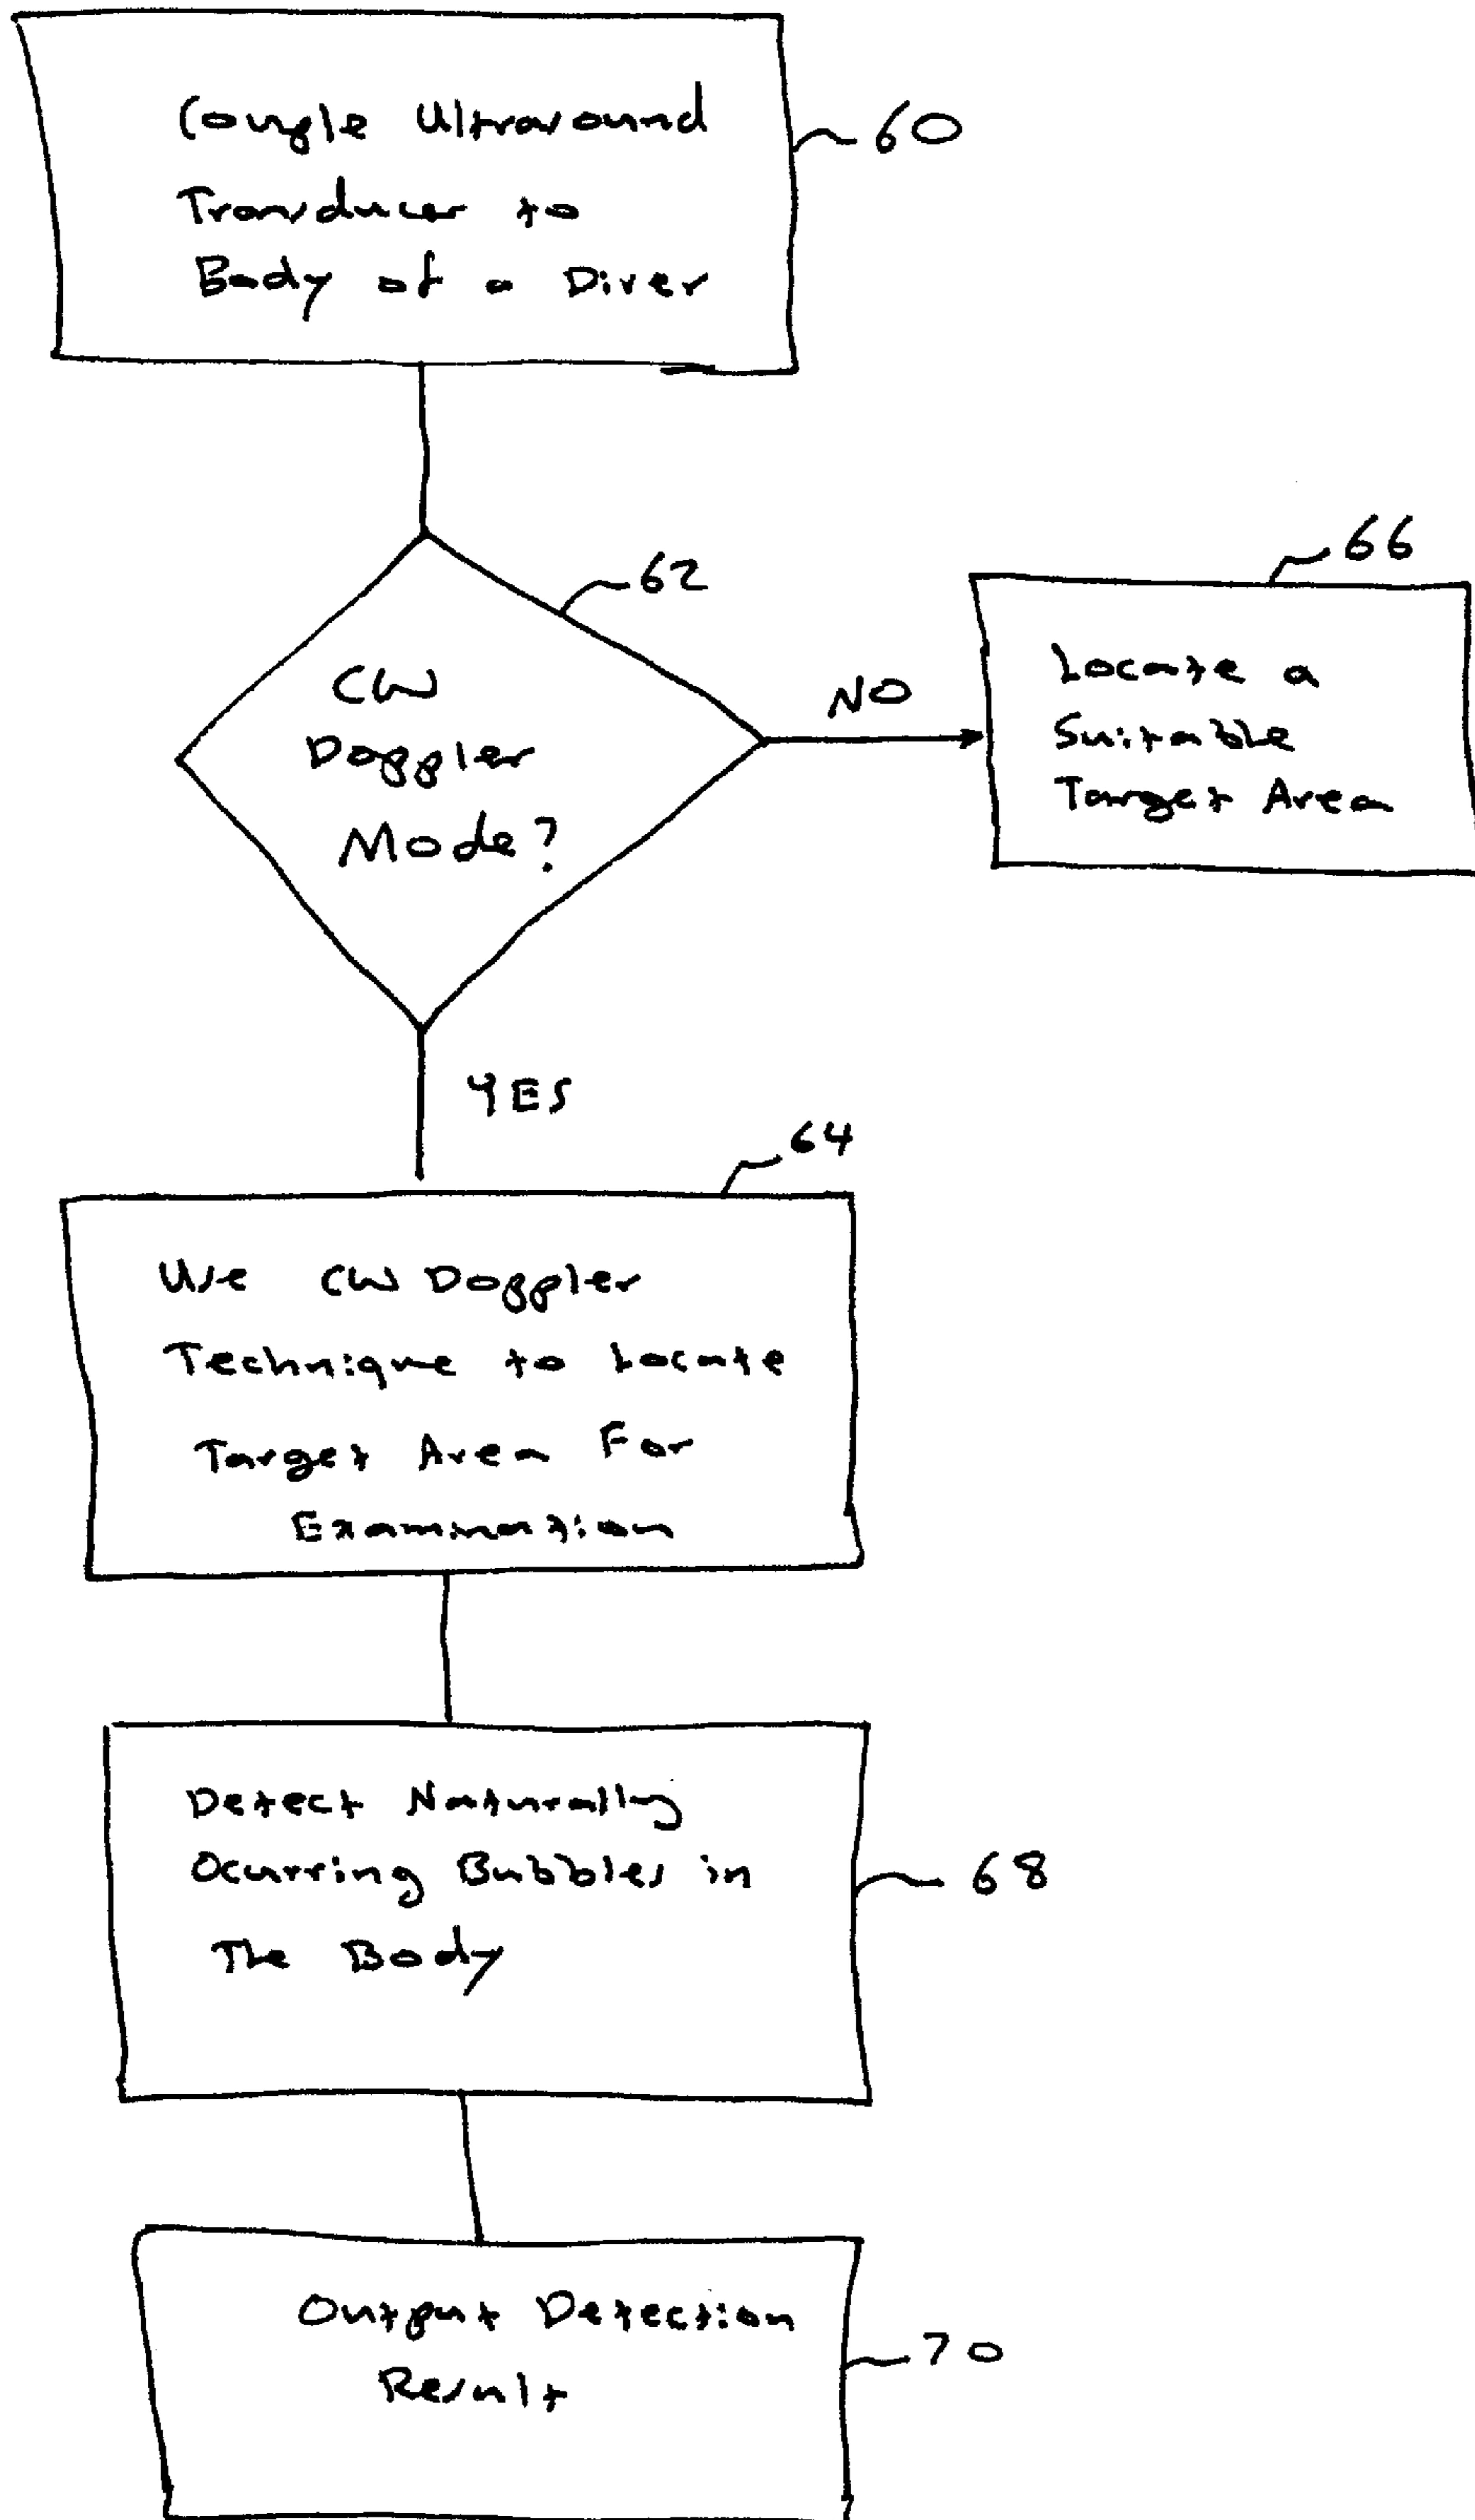 Couple Ultrasound
Transducer to
Body of a Diver
60
62
CW
Doppler
Mode?
NO
66
Locate a
Suitable
Target Area
YES
64
Use CW Doppler
Technique to Locate
Target Area For
Examination
Detect Naturally
Ocurring Bubbles in
The Body
68
Output Detection
Result
70